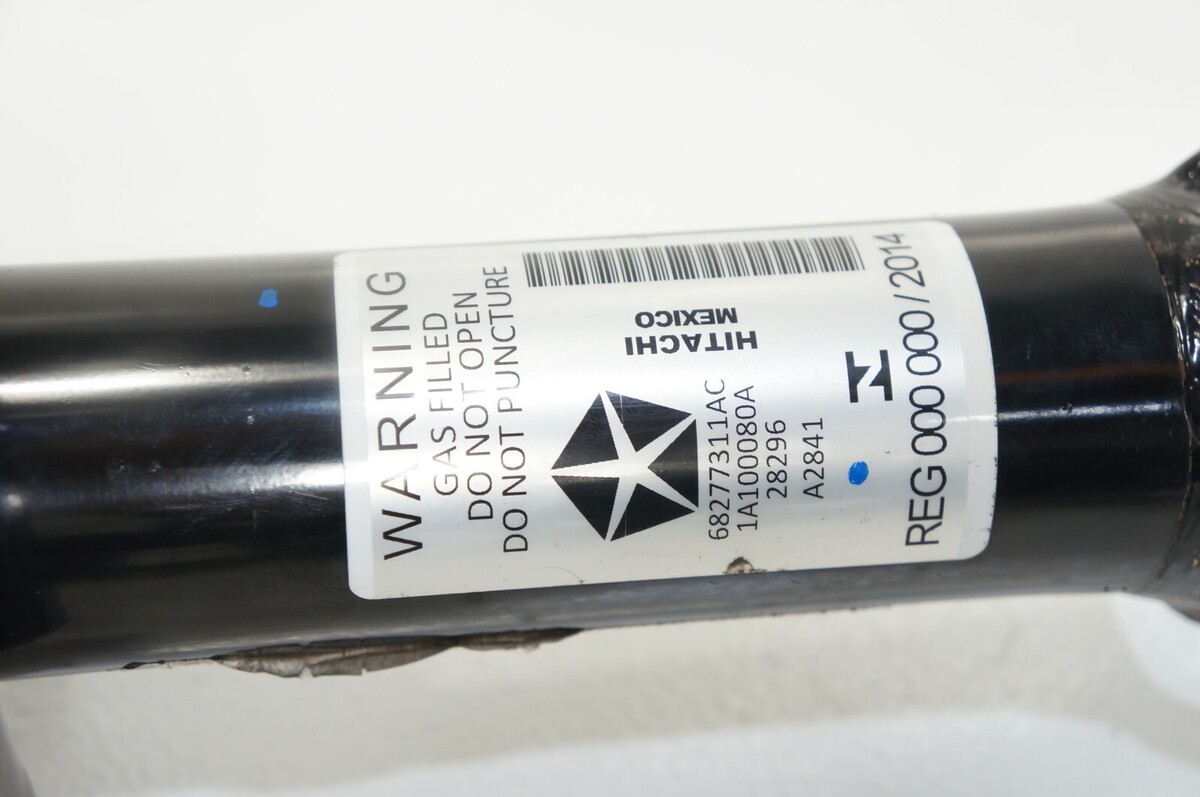 WARNING
GAS FILLED
DO NOT OPEN
DO NOT PUNCTURE
HITACHI
MEXICO
68277311AC
1A100080A
28296
A2841
N
REG 000 000 / 2014